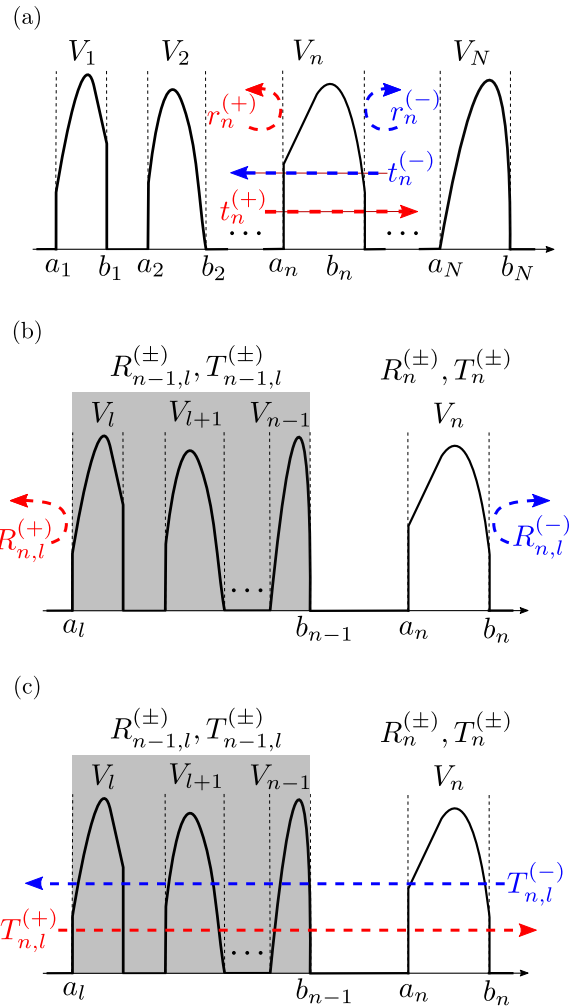 (a)
V_1 V_2 V_n V_N
r_n^{(+)} r_n^{(-)}
t_n^{(-)}
t_n^{(+)}
... ...
a_1 b_1 a_2 b_2 a_n b_n a_N b_N
(b)
R_{n-1,l}^{(±)}, T_{n-1,l}^{(±)} R_n^{(±)}, T_n^{(±)}
V_l V_{l+1} V_{n-1} V_n
R_{n,l}^{(+)} R_{n,l}^{(-)}
...
a_l b_{n-1} a_n b_n
(c)
R_{n-1,l}^{(±)}, T_{n-1,l}^{(±)} R_n^{(±)}, T_n^{(±)}
V_l V_{l+1} V_{n-1} V_n
T_{n,l}^{(-)}
T_{n,l}^{(+)}
...
a_l b_{n-1} a_n b_n